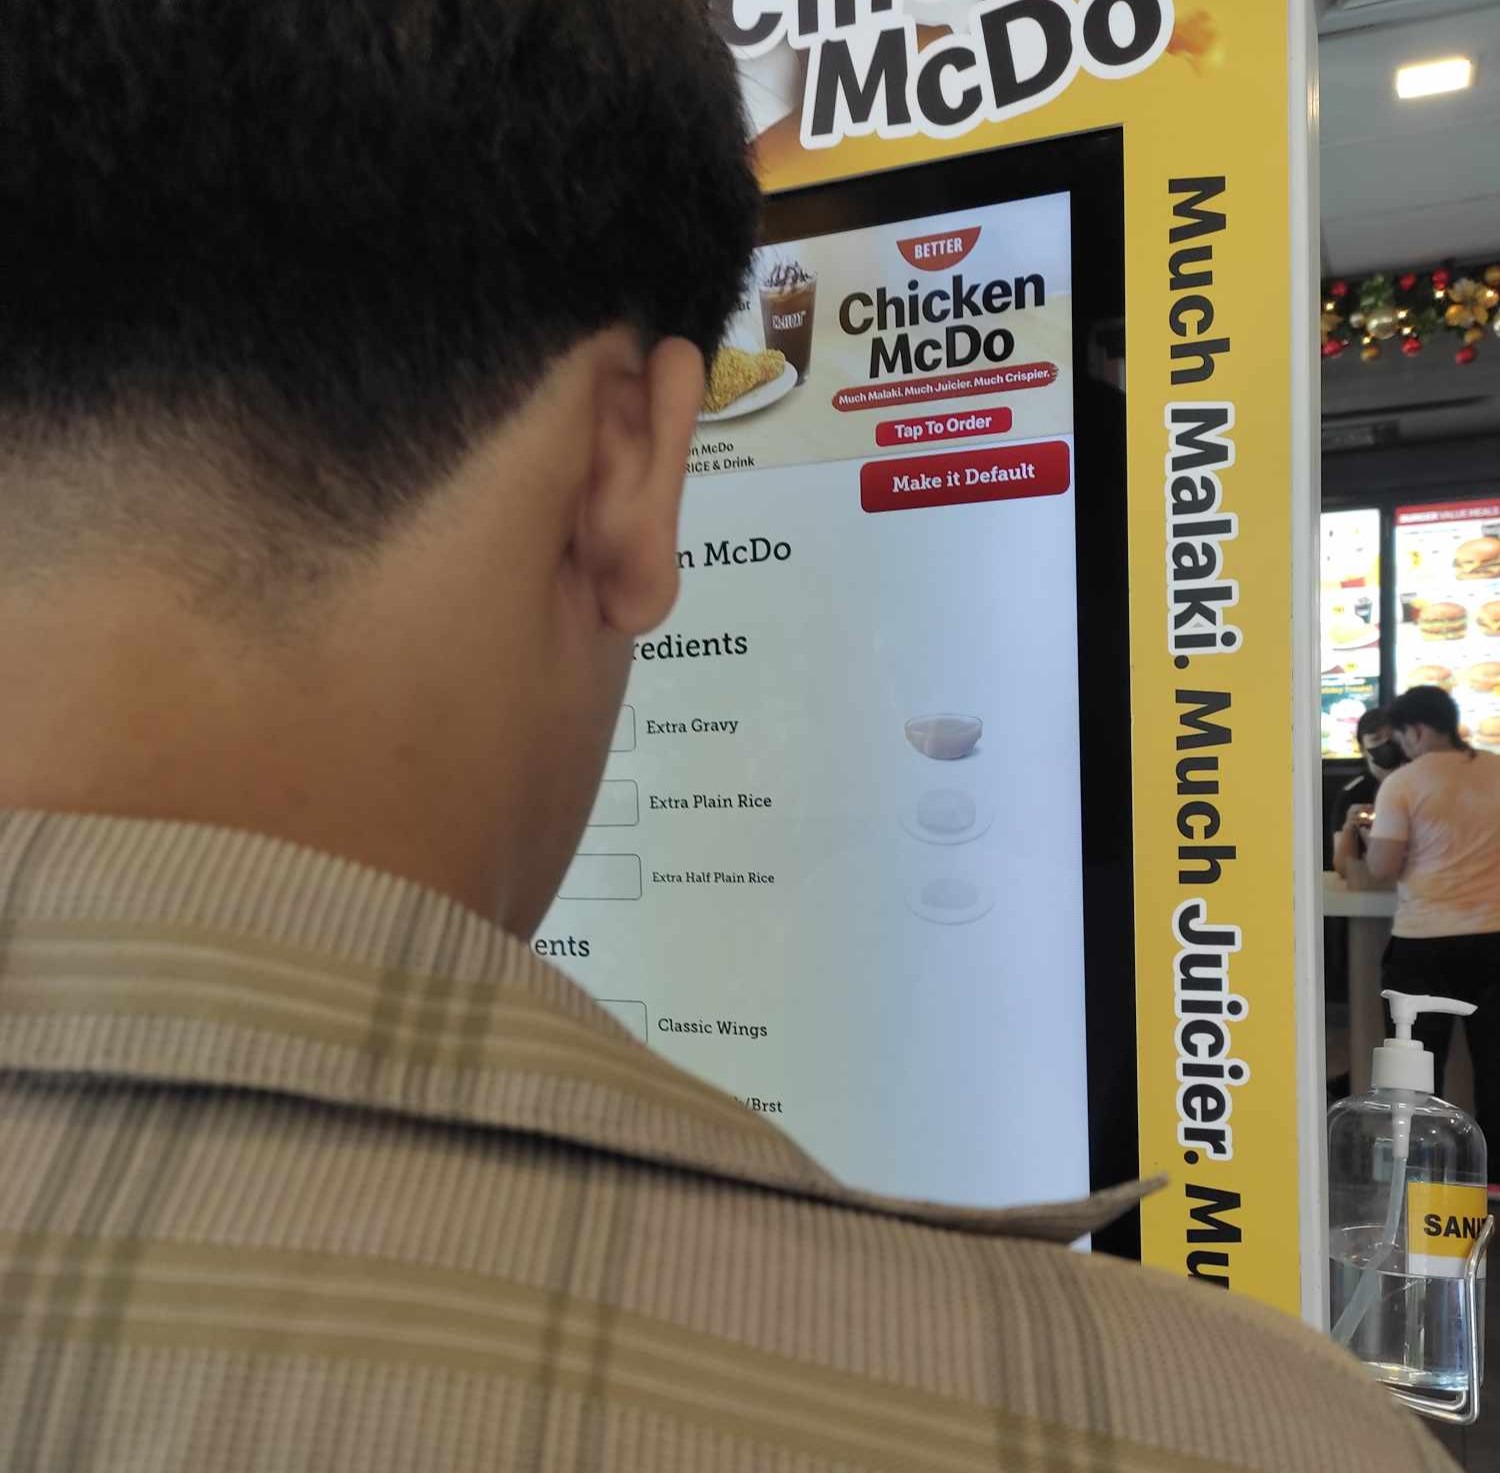 McDo
BETTER
Chicken
McDo
Much Malaki. Much Juicier. Much Crispier.
Tap To Order
McDo
RICE & Drink
Make it Default
McDo
redients
Extra Gravy
Extra Plain Rice
Extra Half Plain Rice
ents
Classic Wings
/Brst
Much Malaki. Much Juicier. Mu
SANI